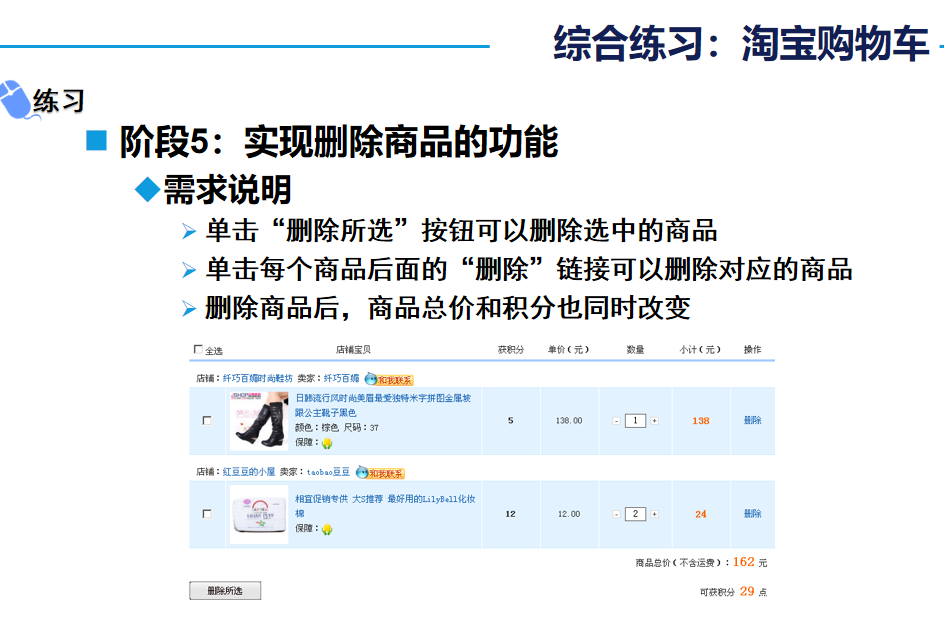 综合练习：淘宝购物车
练习
阶段5：实现删除商品的功能
需求说明
单击“删除所选”按钮可以删除选中的商品
单击每个商品后面的“删除”链接可以删除对应的商品
删除商品后，商品总价和积分也同时改变
全选 店铺宝贝 获积分 单价（元） 数量 小计（元） 操作
店铺：纤巧百媚时尚鞋坊 卖家：纤巧百媚 和我联系
日韩流行风时尚美眉最爱独特米字拼图金属坡
跟公主靴子黑色
颜色：棕色 尺码：37
保障：
5 138.00 - 1 + 138 删除
店铺：红豆豆的小屋 卖家：taobao豆豆 和我联系
相宜促销专供 大S推荐 最好用的LilyBell化妆
棉
保障：
12 12.00 - 2 + 24 删除
商品总价（不含运费）：162 元
删除所选 可获积分 29 点